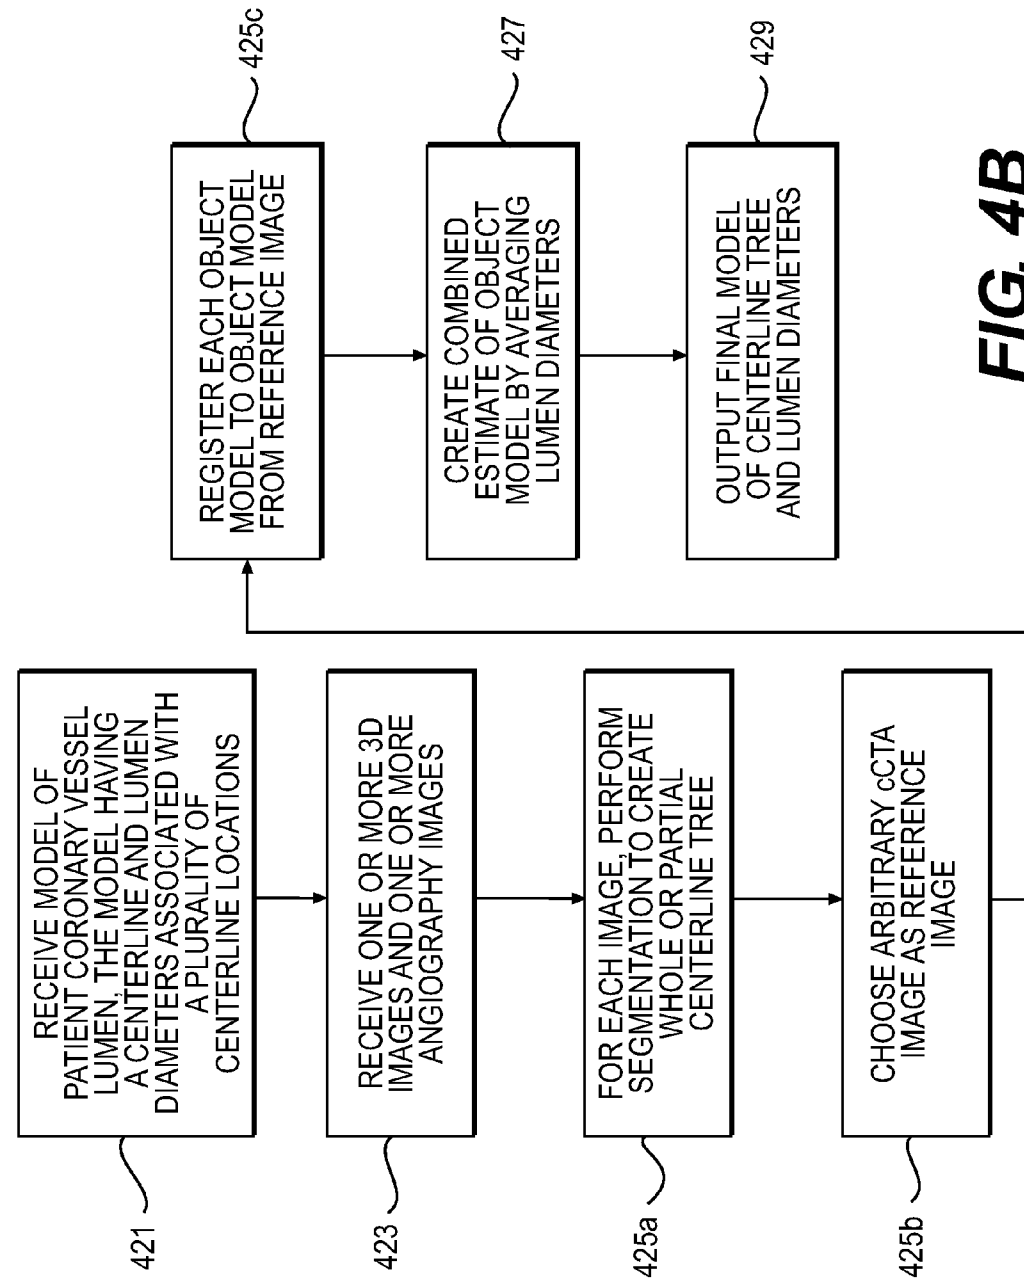 RECEIVE MODEL OF
PATIENT CORONARY VESSEL
LUMEN, THE MODEL HAVING
A CENTERLINE AND LUMEN
DIAMETERS ASSOCIATED WITH
A PLURALITY OF
CENTERLINE LOCATIONS
421
RECEIVE ONE OR MORE 3D
IMAGES AND ONE OR MORE
ANGIOGRAPHY IMAGES
423
FOR EACH IMAGE, PERFORM
SEGMENTATION TO CREATE
WHOLE OR PARTIAL
CENTERLINE TREE
425a
CHOOSE ARBITRARY cCTA
IMAGE AS REFERENCE
IMAGE
425b
REGISTER EACH OBJECT
MODEL TO OBJECT MODEL
FROM REFERENCE IMAGE
425c
CREATE COMBINED
ESTIMATE OF OBJECT
MODEL BY AVERAGING
LUMEN DIAMETERS
427
OUTPUT FINAL MODEL
OF CENTERLINE TREE
AND LUMEN DIAMETERS
429
FIG. 4B